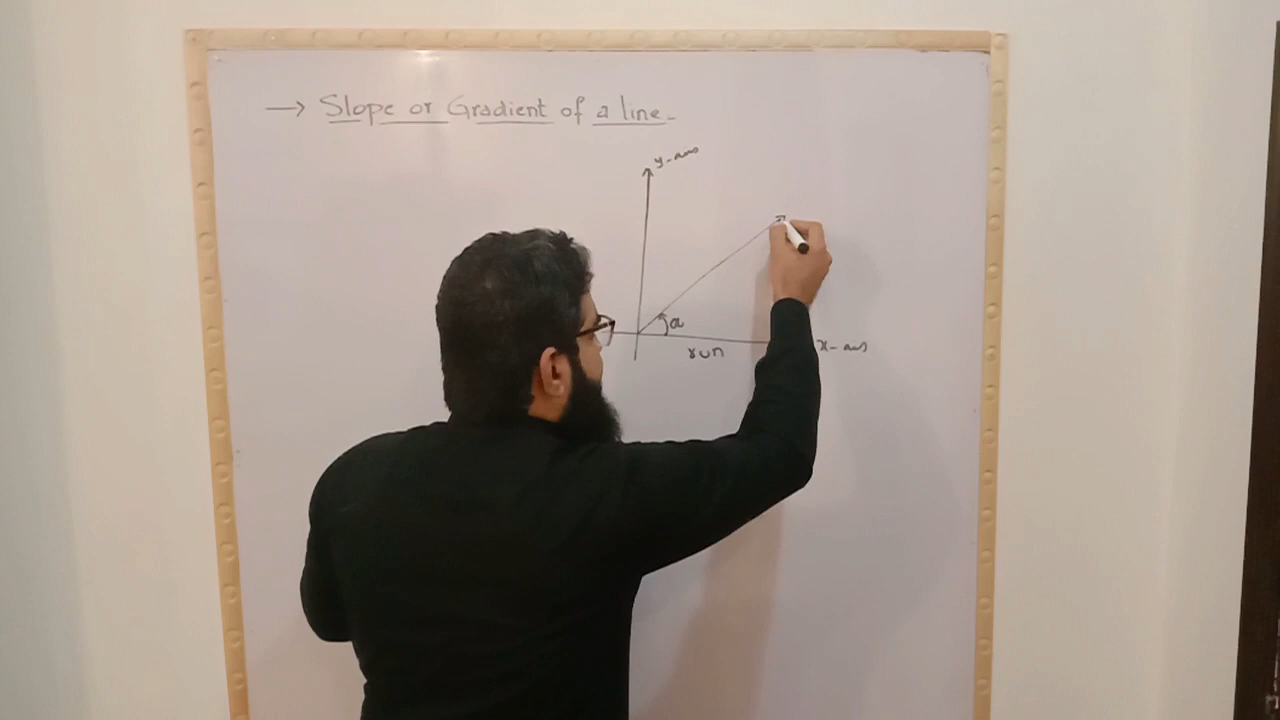 → Slope or Gradient of a line.
y-axis
α
run
x-axis